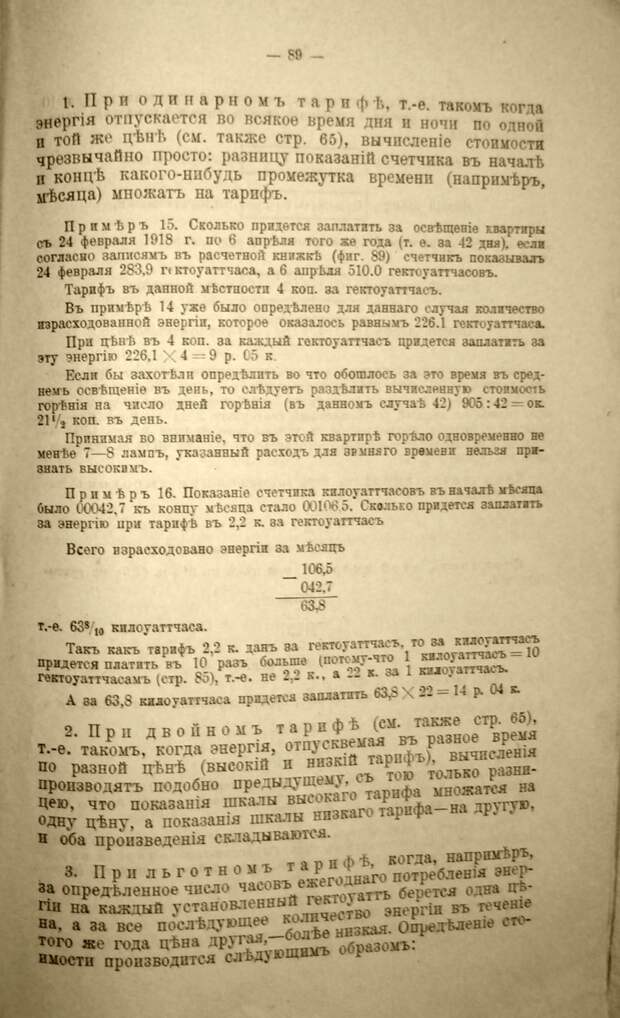 — 89 —
1. При одинарномъ тарифѣ, т.-е. такомъ когда
энергія отпускается во всякое время дня и ночи по одной
и той же цѣнѣ (см. также стр. 65), вычисленіе стоимости
чрезвычайно просто: разницу показаній счетчика въ началѣ
и концѣ какого-нибудь промежутка времени (напримѣръ,
мѣсяца) множатъ на тарифъ.
Примѣръ 15. Сколько придется заплатить за освѣщеніе квартиры
съ 24 февраля 1918 г. по 6 апрѣля того же года (т. е. за 42 дня), если
согласно записямъ въ расчетной книжкѣ (фиг. 89) счетчикъ показывалъ
24 февраля 283,9 гектоуаттчаса, а 6 апрѣля 510.0 гектоуаттчасовъ.
Тарифъ въ данной мѣстности 4 коп. за гектоуаттчасъ.
Въ примѣрѣ 14 уже было опредѣлено для даннаго случая количество
израсходованной энергіи, которое оказалось равнымъ 226.1 гектоуаттчаса.
При цѣнѣ въ 4 коп. за каждый гектоуаттчасъ придется заплатить за
эту энергію 226,1 × 4 = 9 р. 05 к.
Если бы захотѣли опредѣлить во что обошлось за это время въ сред-
немъ освѣщеніе въ день, то слѣдуетъ раздѣлить вычисленную стоимость
горѣнія на число дней горѣнія (въ данномъ случаѣ 42) 905 : 42 = ок.
21¹/₂ коп. въ день.
Принимая во вниманіе, что въ этой квартирѣ горѣло одновременно не
менѣе 7—8 лампъ, указанный расходъ для зимняго времени нельзя при-
знать высокимъ.
Примѣръ 16. Показаніе счетчика килоуаттчасовъ въ началѣ мѣсяца
было 00042,7 къ концу мѣсяца стало 00106,5. Сколько придется заплатить
за энергію при тарифѣ въ 2,2 к. за гектоуаттчасъ
Всего израсходовано энергіи за мѣсяцъ
106,5
—
042,7
63,8
т.-е. 63⁸/₁₀ килоуаттчаса.
Такъ какъ тарифъ 2,2 к. данъ за гектоуаттчасъ, то за килоуаттчасъ
придется платить въ 10 разъ больше (потому-что 1 килоуаттчасъ = 10
гектоуаттчасамъ (стр. 85), т.-е. не 2,2 к., а 22 к. за 1 килоуаттчасъ.
А за 63,8 килоуаттчаса придется заплатить 63,8 × 22 = 14 р. 04 к.
2. При двойномъ тарифѣ (см. также стр. 65),
т.-е. такомъ, когда энергія, отпусквемая въ разное время
по разной цѣнѣ (высокій и низкій тарифъ), вычисленія
производятъ подобно предыдущему, съ тою только разни-
цею, что показанія шкалы высокаго тарифа множатся на
одну цѣну, а показанія шкалы низкаго тарифа—на другую,
и оба произведенія складываются.
3. При льготномъ тарифѣ, когда, напримѣръ,
за опредѣленное число часовъ ежегоднаго потребленія энер-
гіи на каждый установленный гектоуаттъ берется одна цѣ-
на, а за все послѣдующее количество энергіи въ теченіе
того же года цѣна другая,—болѣе низкая. Опредѣленіе сто-
имости производится слѣдующимъ образомъ: